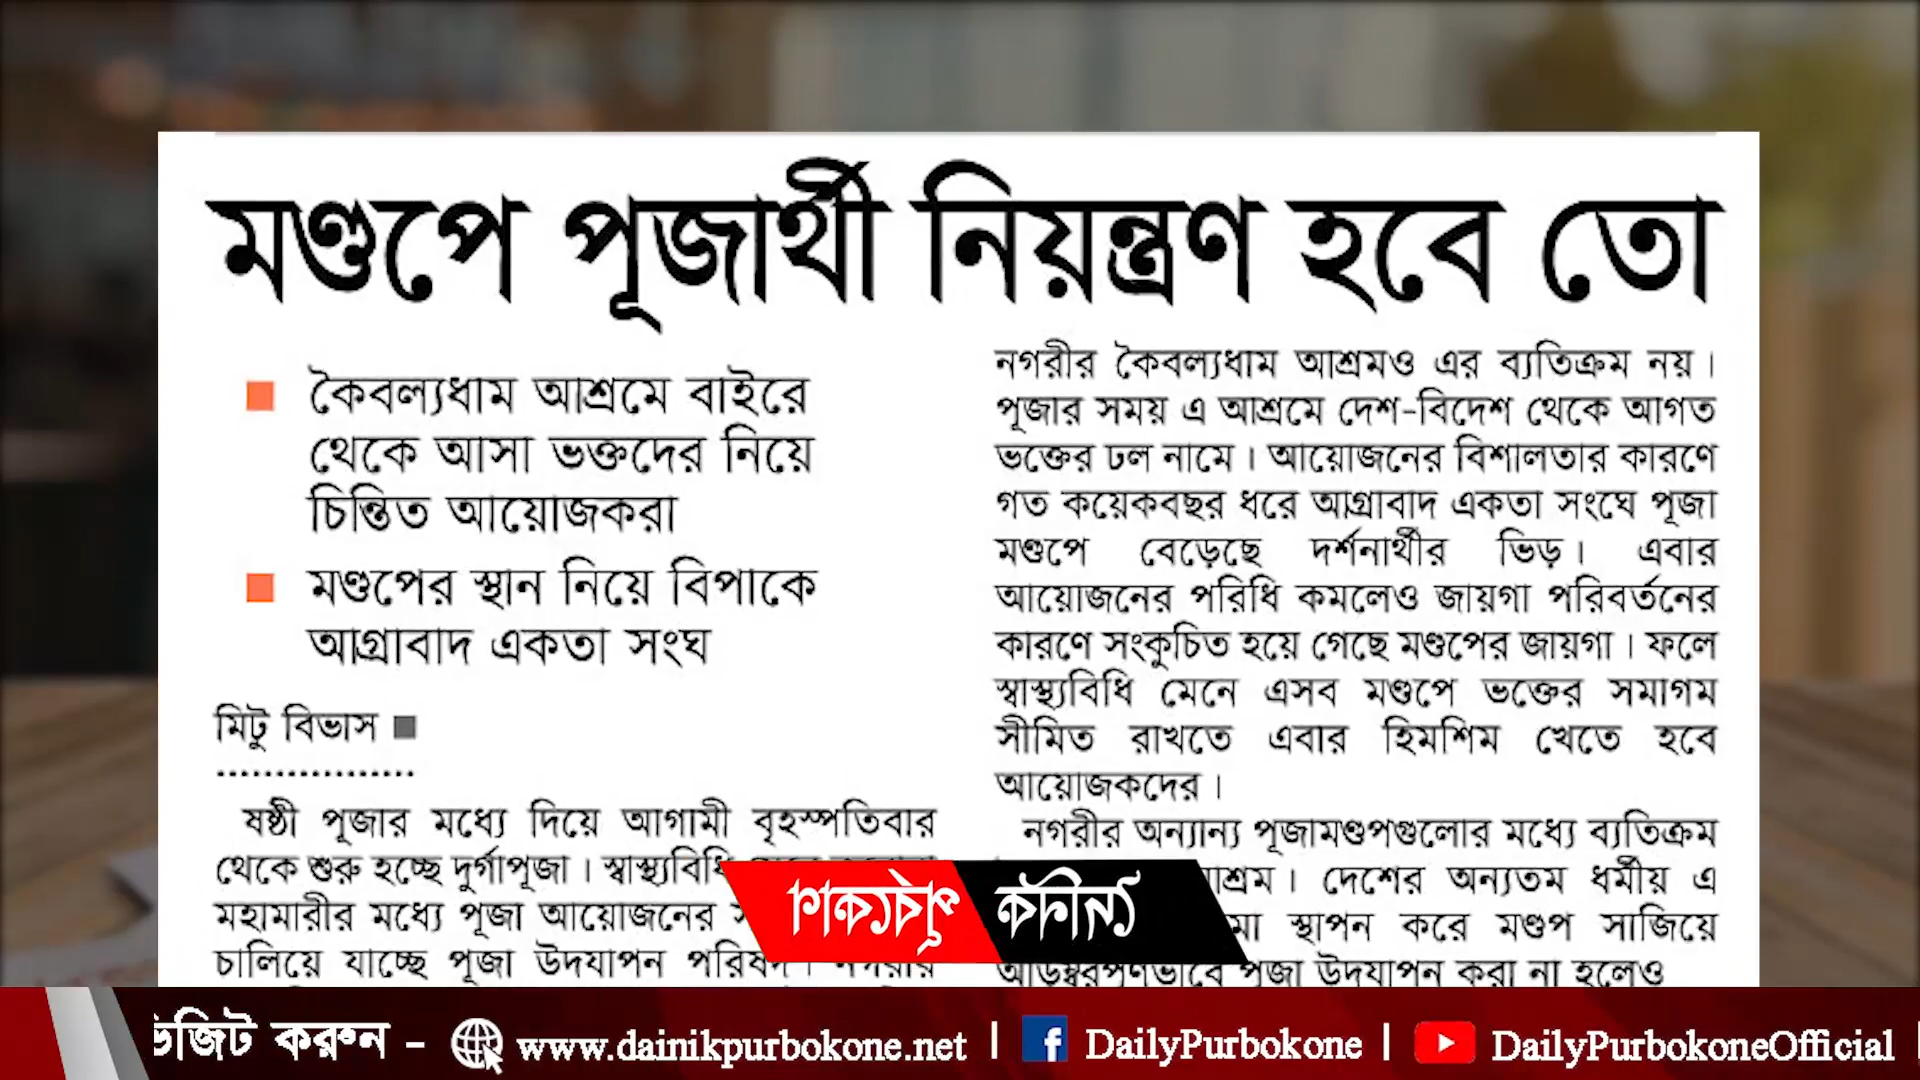 মণ্ডপে পূজার্থী নিয়ন্ত্রণ হবে তো
কৈবল্যধাম আশ্রমে বাইরে
থেকে আসা ভক্তদের নিয়ে
চিন্তিত আয়োজকরা
মণ্ডপের স্থান নিয়ে বিপাকে
আগ্রাবাদ একতা সংঘ
মিটু বিভাস
ষষ্ঠী পূজার মধ্যে দিয়ে আগামী বৃহস্পতিবার
থেকে শুরু হচ্ছে দুর্গাপূজা। স্বাস্থ্যবিধি
মহামারীর মধ্যে পূজা আয়োজনের
চালিয়ে যাচ্ছে পূজা উদযাপন পরিষদ। নগরীর
নগরীর কৈবল্যধাম আশ্রমও এর ব্যতিক্রম নয়।
পূজার সময় এ আশ্রমে দেশ-বিদেশ থেকে আগত
ভক্তের ঢল নামে। আয়োজনের বিশালতার কারণে
গত কয়েকবছর ধরে আগ্রাবাদ একতা সংঘে পূজা
মণ্ডপে বেড়েছে দর্শনার্থীর ভিড়। এবার
আয়োজনের পরিধি কমলেও জায়গা পরিবর্তনের
কারণে সংকুচিত হয়ে গেছে মণ্ডপের জায়গা। ফলে
স্বাস্থ্যবিধি মেনে এসব মণ্ডপে ভক্তের সমাগম
সীমিত রাখতে এবার হিমশিম খেতে হবে
আয়োজকদের।
নগরীর অন্যান্য পূজামণ্ডপগুলোর মধ্যে ব্যতিক্রম
আশ্রম। দেশের অন্যতম ধর্মীয় এ
স্থাপন করে মণ্ডপ সাজিয়ে
আড়ম্বরপূর্ণভাবে পূজা উদযাপন করা না হলেও
করুন - www.dainikpurbokone.net | DailyPurbokone | DailyPurbokoneOfficial